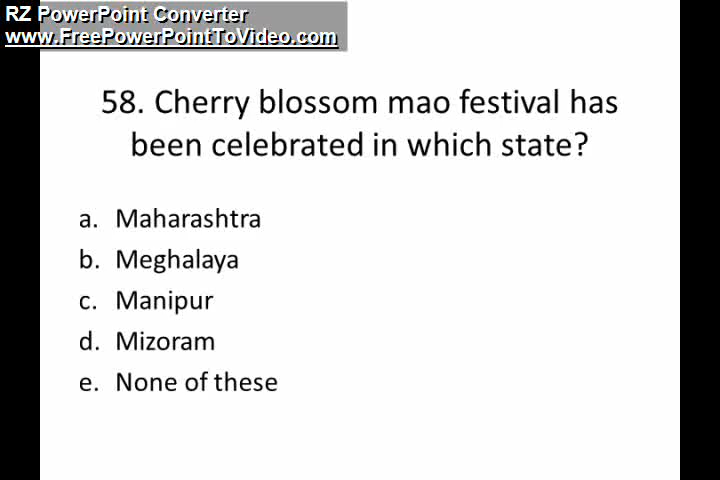 RZ PowerPoint Converter
www.FreePowerPointToVideo.com
58. Cherry blossom mao festival has
been celebrated in which state?
a. Maharashtra
b. Meghalaya
c. Manipur
d. Mizoram
e. None of these